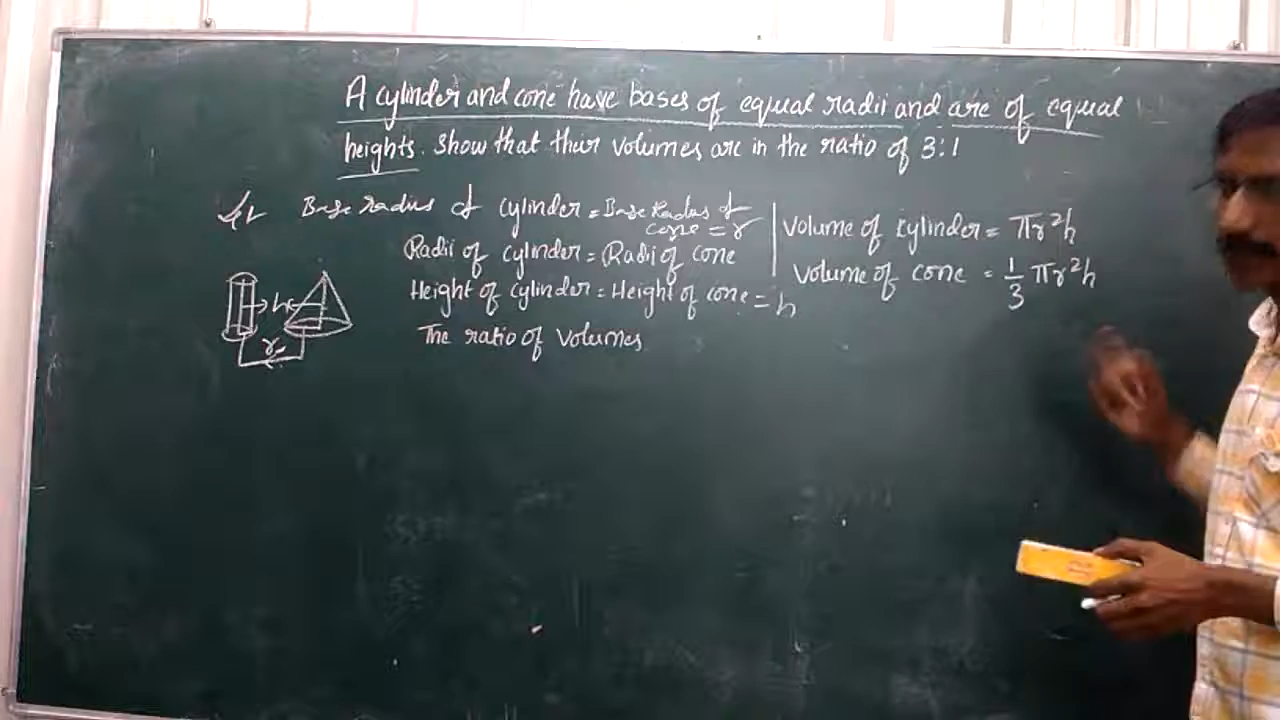 A cylinder and cone have bases of equal radii and are of equal
heights. Show that their volumes are in the ratio of 3:1
Base radius of cylinder = Base Radius of
cone = r
Radii of cylinder = Radii of cone
Height of cylinder = Height of cone = h
The ratio of volumes
h
r
Volume of cylinder = πr²h
Volume of cone = 1/3 πr²h